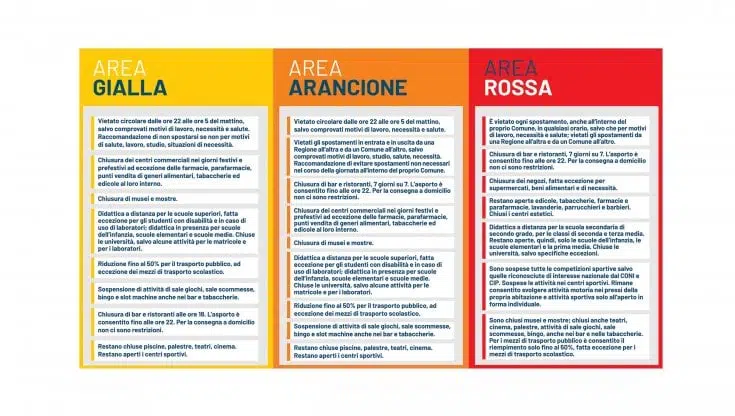 AREA
GIALLA
Vietato circolare dalle ore 22 alle ore 5 del mattino,
salvo comprovati motivi di lavoro, necessità e salute.
Raccomandazione di non spostarsi se non per motivi
di salute, lavoro, studio, situazioni di necessità.
Chiusura dei centri commerciali nei giorni festivi e
prefestivi ad eccezione delle farmacie, parafarmacie,
punti vendita di generi alimentari, tabaccherie ed
edicole al loro interno.
Chiusura di musei e mostre.
Didattica a distanza per le scuole superiori, fatta
eccezione per gli studenti con disabilità e in caso di
uso di laboratori; didattica in presenza per scuole
dell'infanzia, scuole elementari e scuole medie. Chiuse
le università, salvo alcune attività per le matricole e
per i laboratori.
Riduzione fino al 50% per il trasporto pubblico, ad
eccezione dei mezzi di trasporto scolastico.
Sospensione di attività di sale giochi, sale scommesse,
bingo e slot machine anche nei bar e tabaccherie.
Chiusura di bar e ristoranti alle ore 18. L'asporto è
consentito fino alle ore 22. Per la consegna a domicilio
non ci sono restrizioni.
Restano chiuse piscine, palestre, teatri, cinema.
Restano aperti i centri sportivi.
AREA
ARANCIONE
Vietato circolare dalle ore 22 alle ore 5 del mattino,
salvo comprovati motivi di lavoro, necessità e salute.
Vietati gli spostamenti in entrata e in uscita da una
Regione all'altra e da un Comune all'altro, salvo
comprovati motivi di lavoro, studio, salute, necessità.
Raccomandazione di evitare spostamenti non necessari
nel corso della giornata all'interno del proprio Comune.
Chiusura di bar e ristoranti, 7 giorni su 7. L'asporto è
consentito fino alle ore 22. Per la consegna a domicilio
non ci sono restrizioni.
Chiusura dei centri commerciali nei giorni festivi e
prefestivi ad eccezione delle farmacie, parafarmacie,
punti vendita di generi alimentari, tabaccherie ed
edicole al loro interno.
Chiusura di musei e mostre.
Didattica a distanza per le scuole superiori, fatta
eccezione per gli studenti con disabilità e in caso di
uso di laboratori; didattica in presenza per scuole
dell'infanzia, scuole elementari e scuole medie.
Chiuse le università, salvo alcune attività per le
matricole e per i laboratori.
Riduzione fino al 50% per il trasporto pubblico, ad
eccezione dei mezzi di trasporto scolastico.
Sospensione di attività di sale giochi, sale scommesse,
bingo e slot machine anche nei bar e tabaccherie.
Restano chiuse piscine, palestre, teatri, cinema.
Restano aperti i centri sportivi.
AREA
ROSSA
È vietato ogni spostamento, anche all'interno del
proprio Comune, in qualsiasi orario, salvo che per motivi
di lavoro, necessità e salute; vietati gli spostamenti da
una Regione all'altra e da un Comune all'altro.
Chiusura di bar e ristoranti, 7 giorni su 7. L'asporto è
consentito fino alle ore 22. Per la consegna a domicilio
non ci sono restrizioni.
Chiusura dei negozi, fatta eccezione per
supermercati, beni alimentari e di necessità.
Restano aperte edicole, tabaccherie, farmacie e
parafarmacie, lavanderie, parrucchieri e barbieri.
Chiusi i centri estetici.
Didattica a distanza per la scuola secondaria di
secondo grado, per le classi di seconda e terza media.
Restano aperte, quindi, solo le scuole dell'infanzia, le
scuole elementari e la prima media. Chiuse le
università, salvo specifiche eccezioni.
Sono sospese tutte le competizioni sportive salvo
quelle riconosciute di interesse nazionale dal CONI e
CIP. Sospese le attività nei centri sportivi. Rimane
consentito svolgere attività motoria nei pressi della
propria abitazione e attività sportiva solo all'aperto in
forma individuale.
Sono chiusi musei e mostre; chiusi anche teatri,
cinema, palestre, attività di sale giochi, sale
scommesse, bingo, anche nei bar e nelle tabaccherie.
Per i mezzi di trasporto pubblico è consentito il
riempimento solo fino al 50%, fatta eccezione per i
mezzi di trasporto scolastico.